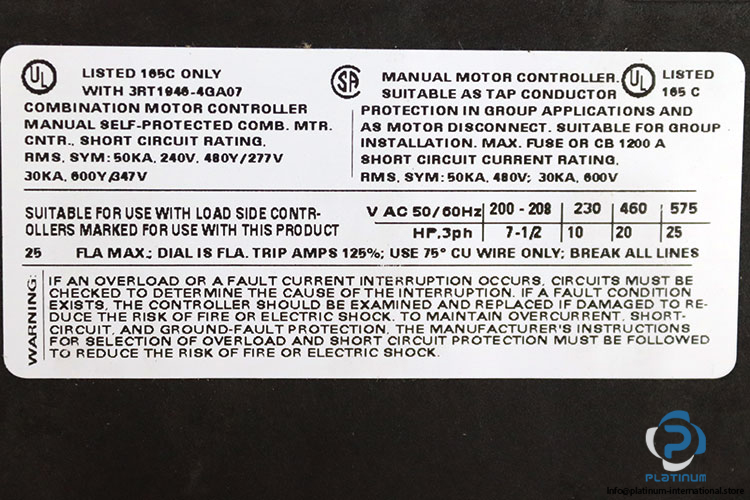 UL LISTED 165C ONLY
WITH 3RT1946-4GA07
COMBINATION MOTOR CONTROLLER
MANUAL SELF-PROTECTED COMB. MTR.
CNTR., SHORT CIRCUIT RATING,
RMS, SYM: 50KA, 240V, 480Y/277V
30KA, 600Y/347V
SA MANUAL MOTOR CONTROLLER. UL LISTED
SUITABLE AS TAP CONDUCTOR 165 C
PROTECTION IN GROUP APPLICATIONS AND
AS MOTOR DISCONNECT. SUITABLE FOR GROUP
INSTALLATION. MAX. FUSE OR CB 1200 A
SHORT CIRCUIT CURRENT RATING,
RMS, SYM: 50KA, 480V; 30KA, 600V
SUITABLE FOR USE WITH LOAD SIDE CONTR-
OLLERS MARKED FOR USE WITH THIS PRODUCT
V AC 50/60Hz 200-208 230 460 575
HP, 3ph 7-1/2 10 20 25
25 FLA MAX.; DIAL IS FLA. TRIP AMPS 125%; USE 75° CU WIRE ONLY; BREAK ALL LINES
WARNING:
IF AN OVERLOAD OR A FAULT CURRENT INTERRUPTION OCCURS, CIRCUITS MUST BE
CHECKED TO DETERMINE THE CAUSE OF THE INTERRUPTION. IF A FAULT CONDITION
EXISTS, THE CONTROLLER SHOULD BE EXAMINED AND REPLACED IF DAMAGED TO RE-
DUCE THE RISK OF FIRE OR ELECTRIC SHOCK. TO MAINTAIN OVERCURRENT, SHORT-
CIRCUIT, AND GROUND-FAULT PROTECTION, THE MANUFACTURER'S INSTRUCTIONS
FOR SELECTION OF OVERLOAD AND SHORT CIRCUIT PROTECTION MUST BE FOLLOWED
TO REDUCE THE RISK OF FIRE OR ELECTRIC SHOCK.
PLATINUM
info@platinum-international.store